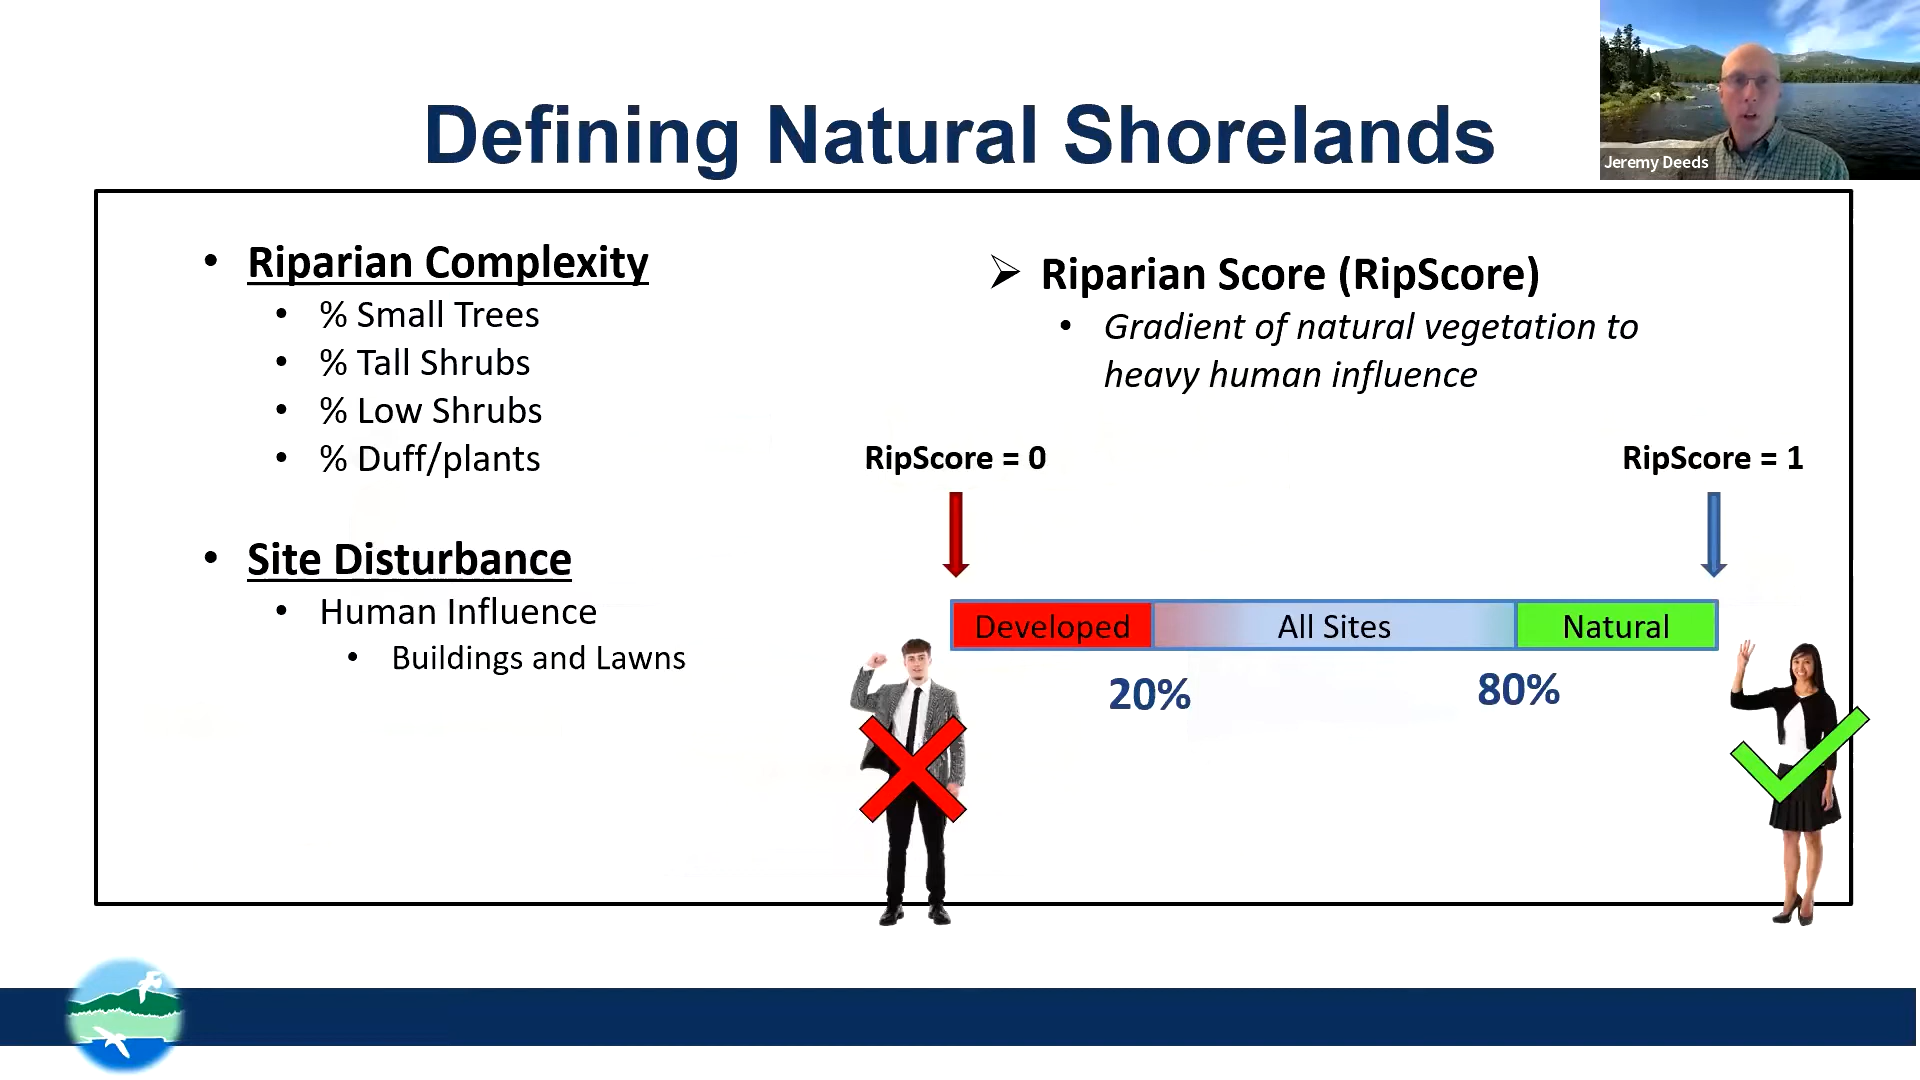 Defining Natural Shorelands
Jeremy Deeds
• Riparian Complexity
• % Small Trees
• % Tall Shrubs
• % Low Shrubs
• % Duff/plants
• Site Disturbance
• Human Influence
• Buildings and Lawns
➢ Riparian Score (RipScore)
• Gradient of natural vegetation to
heavy human influence
RipScore = 0
RipScore = 1
Developed
All Sites
Natural
20%
80%